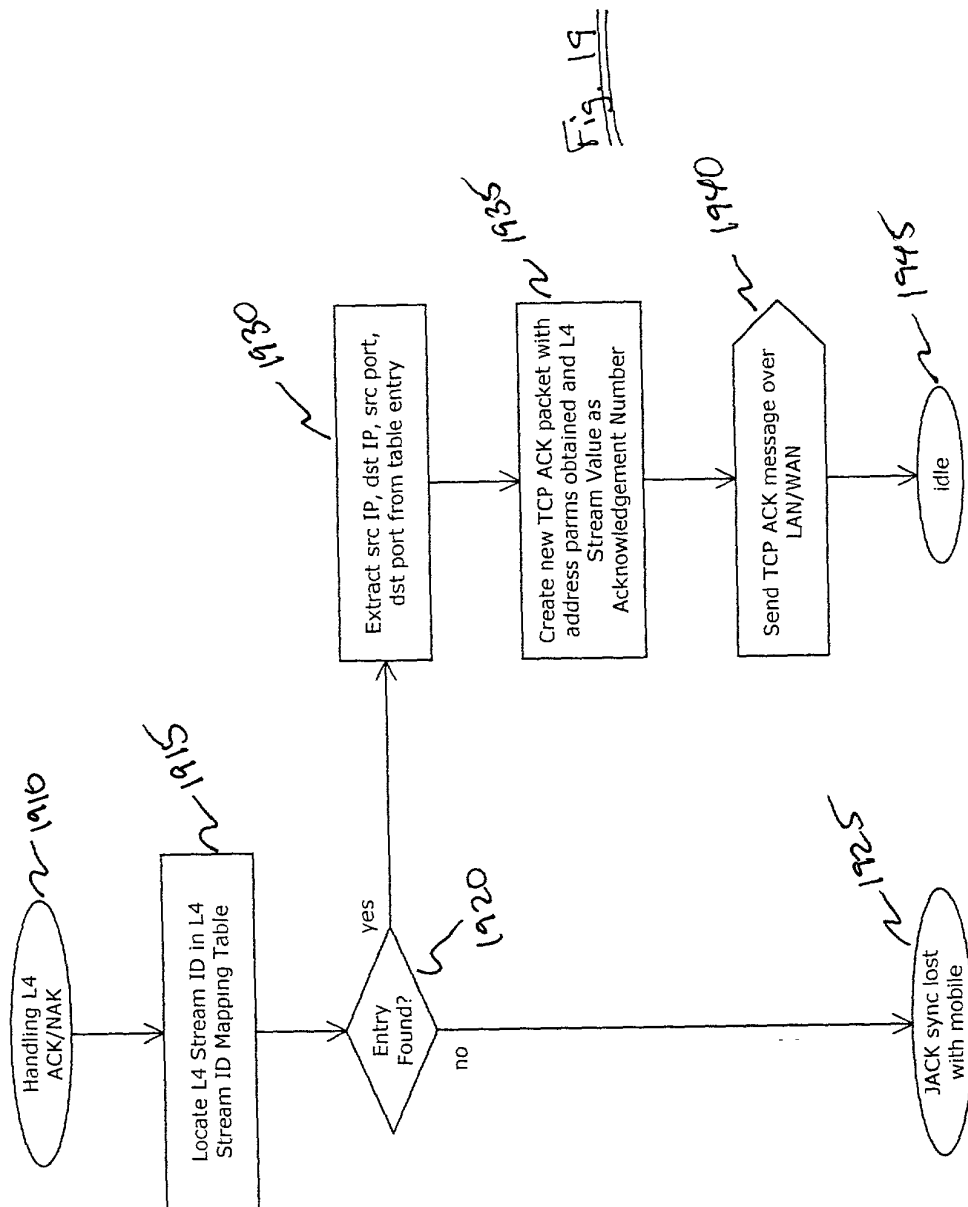 Handling L4
ACK/NAK
1910
Locate L4 Stream ID in L4
Stream ID Mapping Table
1915
Entry
Found?
yes
no
1920
JACK sync lost
with mobile
1925
Extract src IP, dst IP, src port,
dst port from table entry
1930
Create new TCP ACK packet with
address parms obtained and L4
Stream Value as
Acknowledgement Number
1935
Send TCP ACK message over
LAN/WAN
1940
idle
1945
Fig. 19